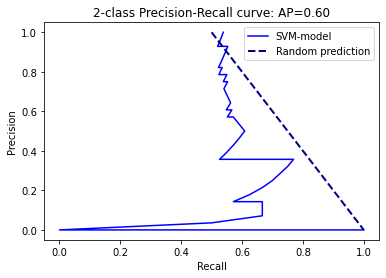 2-class Precision-Recall curve: AP=0.60
SVM-model
Random prediction
Precision
1.0
0.8
0.6
0.4
0.2
0.0
0.0 0.2 0.4 0.6 0.8 1.0
Recall